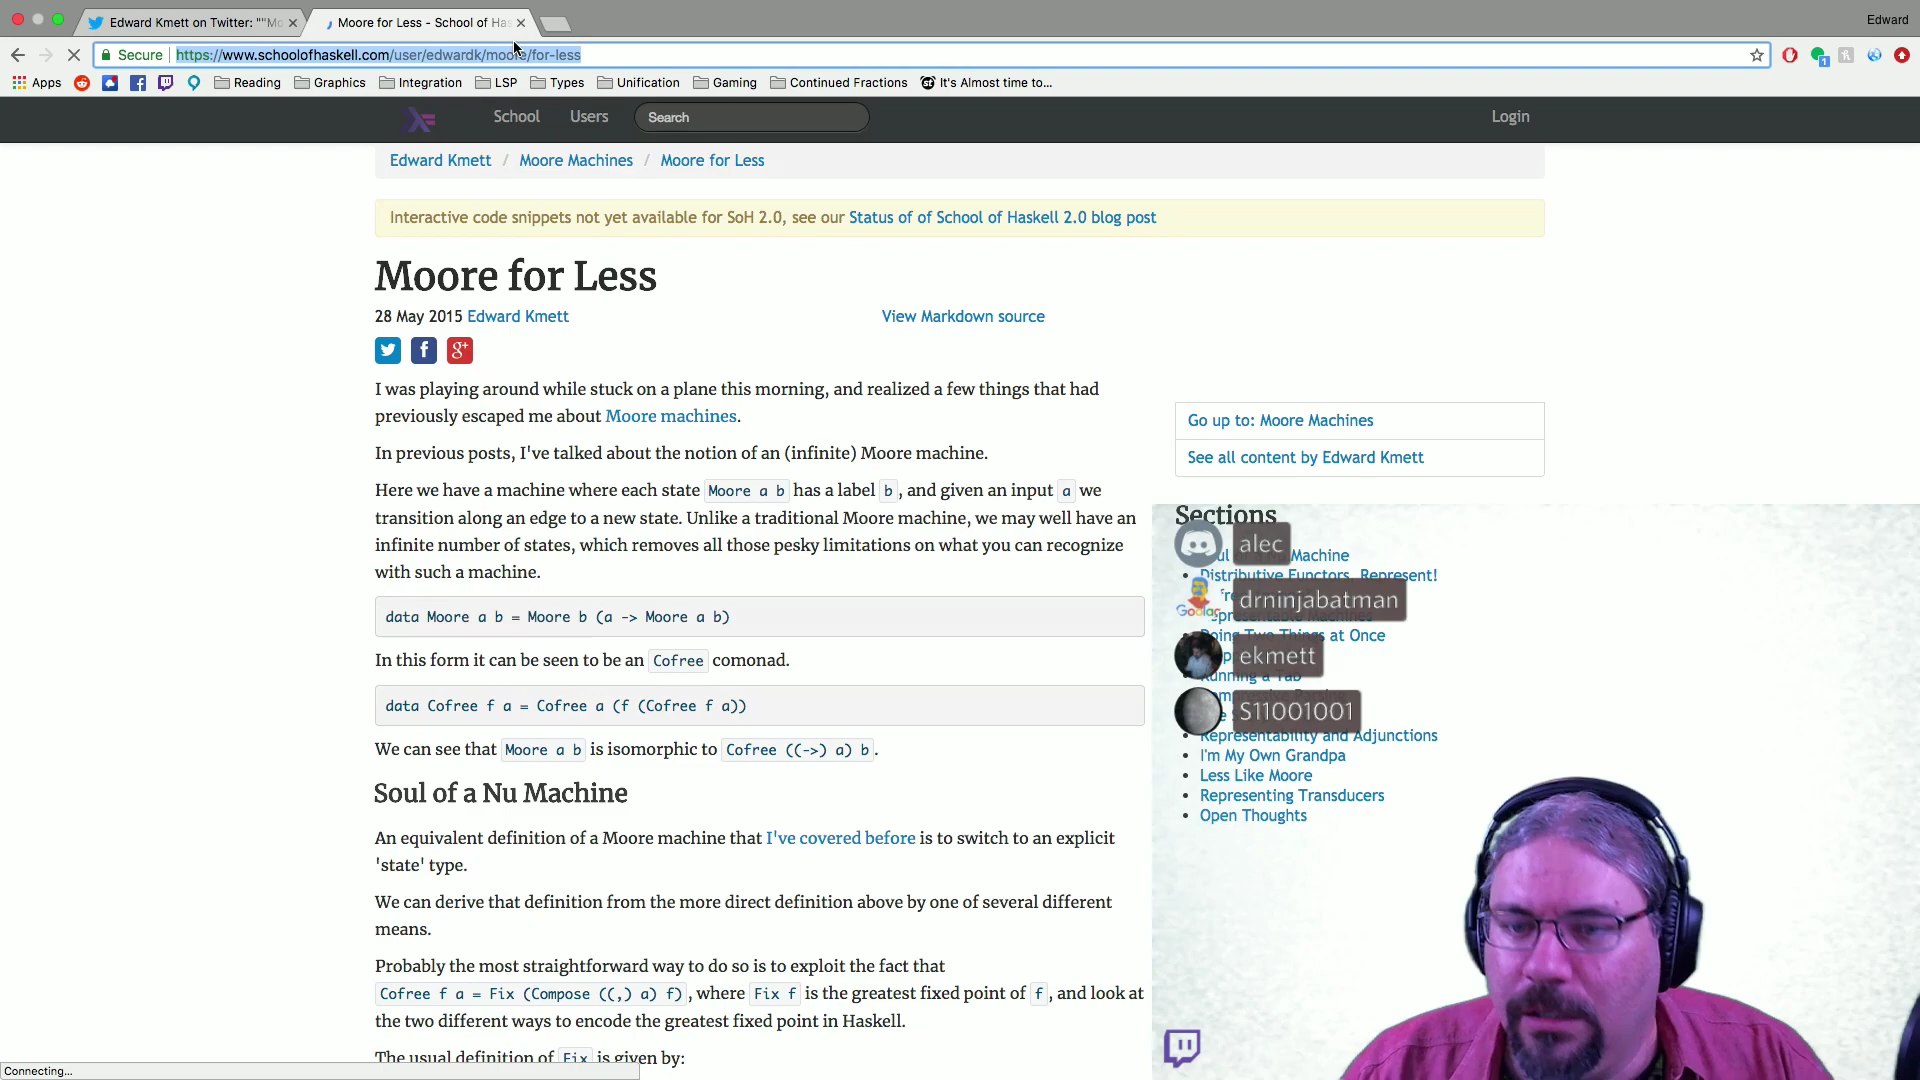 Edward Kmett on Twitter: ""Mo
Moore for Less - School of Has
Edward
Secure
https://www.schoolofhaskell.com/user/edwardk/moore/for-less
Apps
Reading
Graphics
Integration
LSP
Types
Unification
Gaming
Continued Fractions
It's Almost time to...
School
Users
Search
Login
Edward Kmett / Moore Machines / Moore for Less
Interactive code snippets not yet available for SoH 2.0, see our Status of of School of Haskell 2.0 blog post
Moore for Less
28 May 2015 Edward Kmett
View Markdown source
I was playing around while stuck on a plane this morning, and realized a few things that had
previously escaped me about Moore machines.
In previous posts, I've talked about the notion of an (infinite) Moore machine.
Here we have a machine where each state Moore a b has a label b, and given an input a we
transition along an edge to a new state. Unlike a traditional Moore machine, we may well have an
infinite number of states, which removes all those pesky limitations on what you can recognize
with such a machine.
data Moore a b = Moore b (a -> Moore a b)
In this form it can be seen to be an Cofree comonad.
data Cofree f a = Cofree a (f (Cofree f a))
We can see that Moore a b is isomorphic to Cofree ((->) a) b.
Soul of a Nu Machine
An equivalent definition of a Moore machine that I've covered before is to switch to an explicit
'state' type.
We can derive that definition from the more direct definition above by one of several different
means.
Probably the most straightforward way to do so is to exploit the fact that
Cofree f a = Fix (Compose ((,) a) f), where Fix f is the greatest fixed point of f, and look at
the two different ways to encode the greatest fixed point in Haskell.
The usual definition of Fix is given by:
Go up to: Moore Machines
See all content by Edward Kmett
Sections
Machine
Distributive Functors, Represent!
Doing Two Things at Once
Running a Tab
Representability and Adjunctions
I'm My Own Grandpa
Less Like Moore
Representing Transducers
Open Thoughts
alec
drninjabatman
ekmett
S11001001
Connecting...